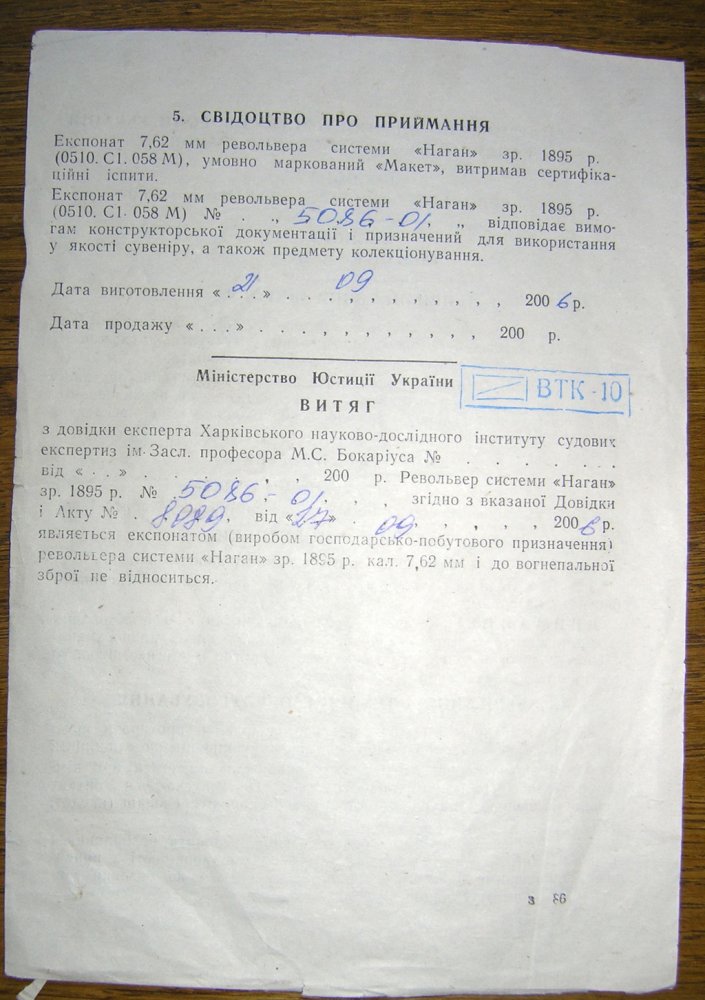 5. СВІДОЦТВО ПРО ПРИЙМАННЯ
Експонат 7,62 мм револьвера системи «Наган» зр. 1895 р.
(0510. С1. 058 М), умовно маркований «Макет», витримав сертифіка-
ційні іспити.
Експонат 7,62 мм револьвера системи «Наган» зр. 1895 р.
(0510. С1. 058 М) № . ., 5086-01, ,, відповідає вимо-
гам конструкторської документації і призначений для використання
у якості сувеніру, а також предмету колекціонування.
Дата виготовлення «. 21 .» . . 09 , , , , , , , 200 6 р.
Дата продажу «. . .» . . . , , , , , , , , 200 р.
Міністерство Юстиції України
ВТК - 10
ВИТЯГ
з довідки експерта Харківського науково-дослідного інституту судових
експертиз ім. Засл. професора М.С. Бокаріуса № . . . . . . .
від « . . » . . . . , , , 200 р. Револьвер системи «Наган»
зр. 1895 р. № . 5086-01, , , згідно з вказаної Довідки
і Акту № . 8089, від «27» . 09, , , , , 200 6 р.
являється експонатом (виробом господарсько-побутового призначення)
револьвера системи «Наган» зр. 1895 р. кал. 7,62 мм і до вогнепальної
зброї не відноситься.